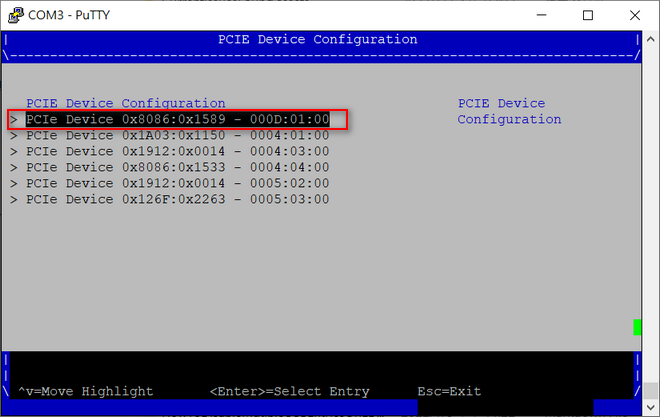 COM3 - PuTTY
PCIE Device Configuration
PCIE Device Configuration
PCIE Device
> PCIe Device 0x8086:0x1589 - 000D:01:00
Configuration
> PCIe Device 0x1A03:0x1150 - 0004:01:00
> PCIe Device 0x1912:0x0014 - 0004:03:00
> PCIe Device 0x8086:0x1533 - 0004:04:00
> PCIe Device 0x1912:0x0014 - 0005:02:00
> PCIe Device 0x126F:0x2263 - 0005:03:00
^v=Move Highlight <Enter>=Select Entry Esc=Exit